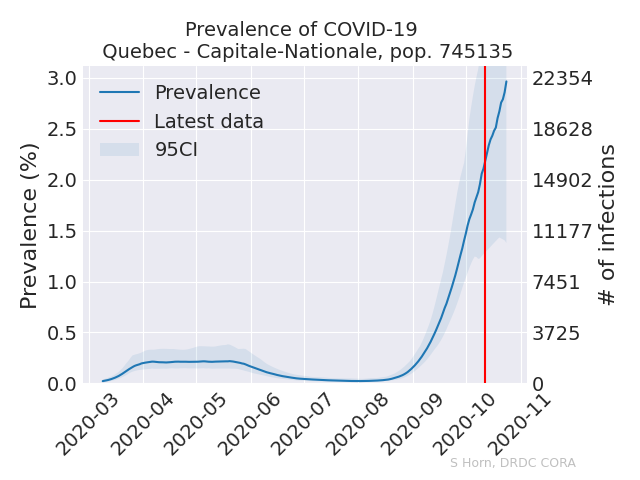 Prevalence of COVID-19
Quebec - Capitale-Nationale, pop. 745135
Prevalence
Latest data
95CI
Prevalence (%)
3.0
2.5
2.0
1.5
1.0
0.5
0.0
22354
18628
14902
11177
7451
3725
0
# of infections
2020-03
2020-04
2020-05
2020-06
2020-07
2020-08
2020-09
2020-10
2020-11
S Horn, DRDC CORA